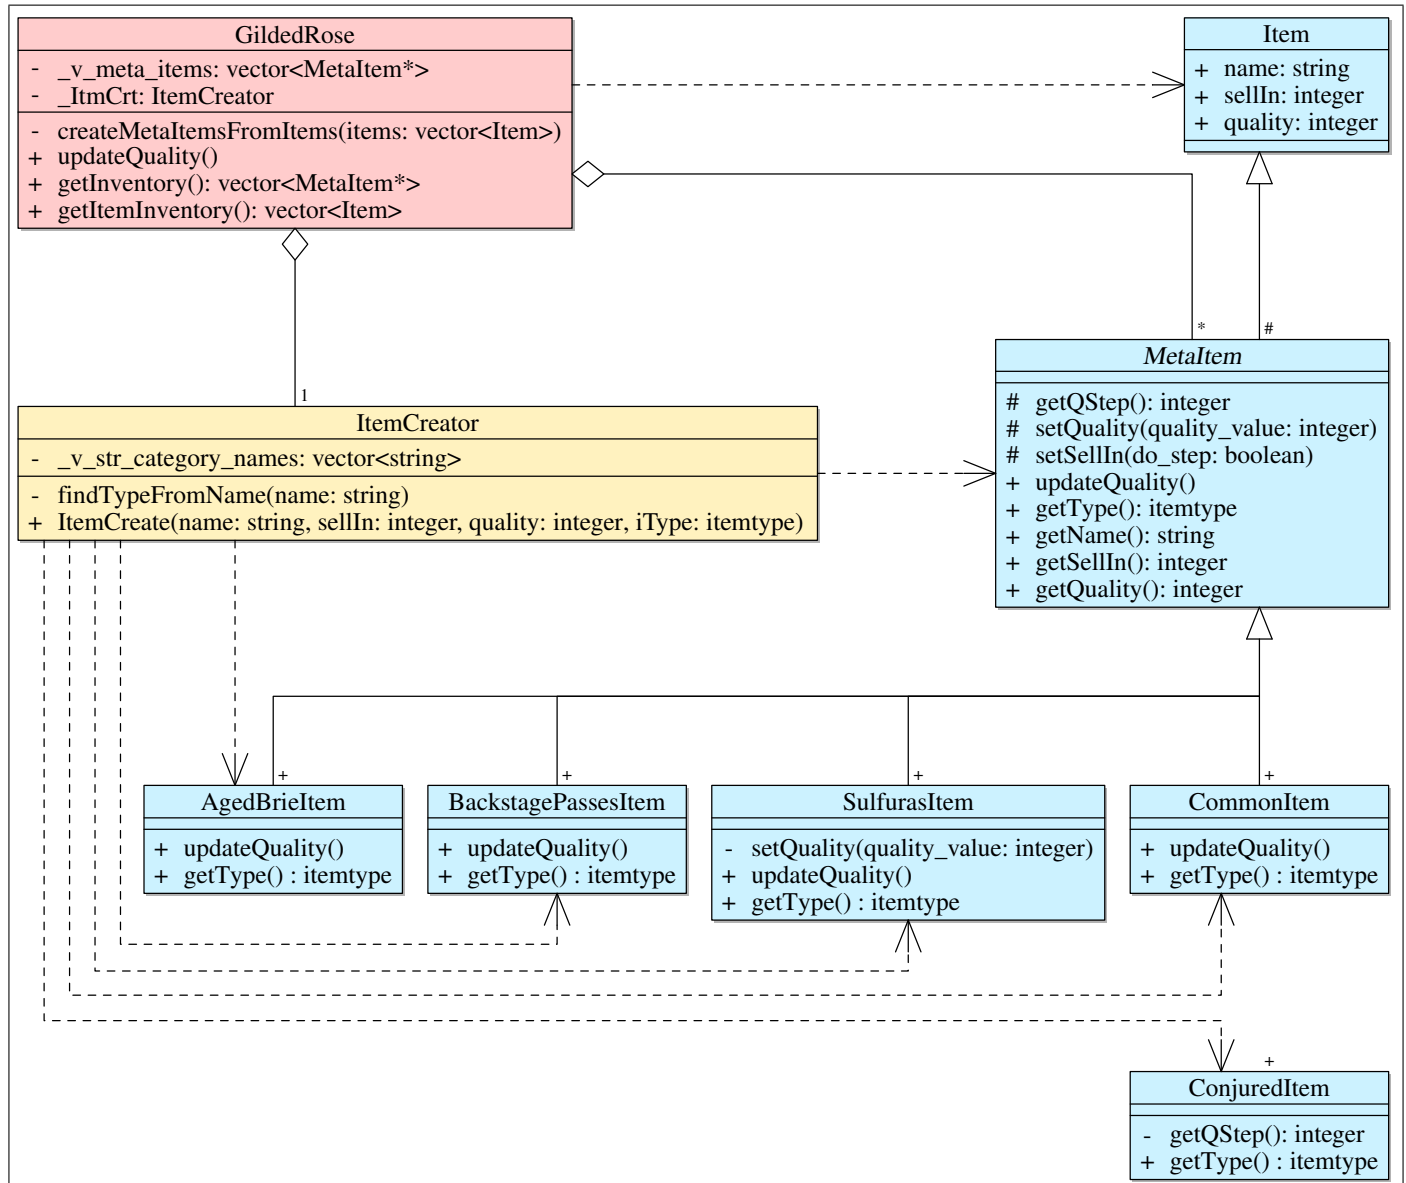 GildedRose
- _v_meta_items: vector<MetaItem*>
- _ItmCrt: ItemCreator
- createMetaItemsFromItems(items: vector<Item>)
+ updateQuality()
+ getInventory(): vector<MetaItem*>
+ getItemInventory(): vector<Item>
Item
+ name: string
+ sellIn: integer
+ quality: integer
* #
1
MetaItem
# getQStep(): integer
# setQuality(quality_value: integer)
# setSellIn(do_step: boolean)
+ updateQuality()
+ getType(): itemtype
+ getName(): string
+ getSellIn(): integer
+ getQuality(): integer
ItemCreator
- _v_str_category_names: vector<string>
- findTypeFromName(name: string)
+ ItemCreate(name: string, sellIn: integer, quality: integer, iType: itemtype)
+ + + +
AgedBrieItem
+ updateQuality()
+ getType() : itemtype
BackstagePassesItem
+ updateQuality()
+ getType() : itemtype
SulfurasItem
- setQuality(quality_value: integer)
+ updateQuality()
+ getType() : itemtype
CommonItem
+ updateQuality()
+ getType() : itemtype
+
ConjuredItem
- getQStep(): integer
+ getType() : itemtype